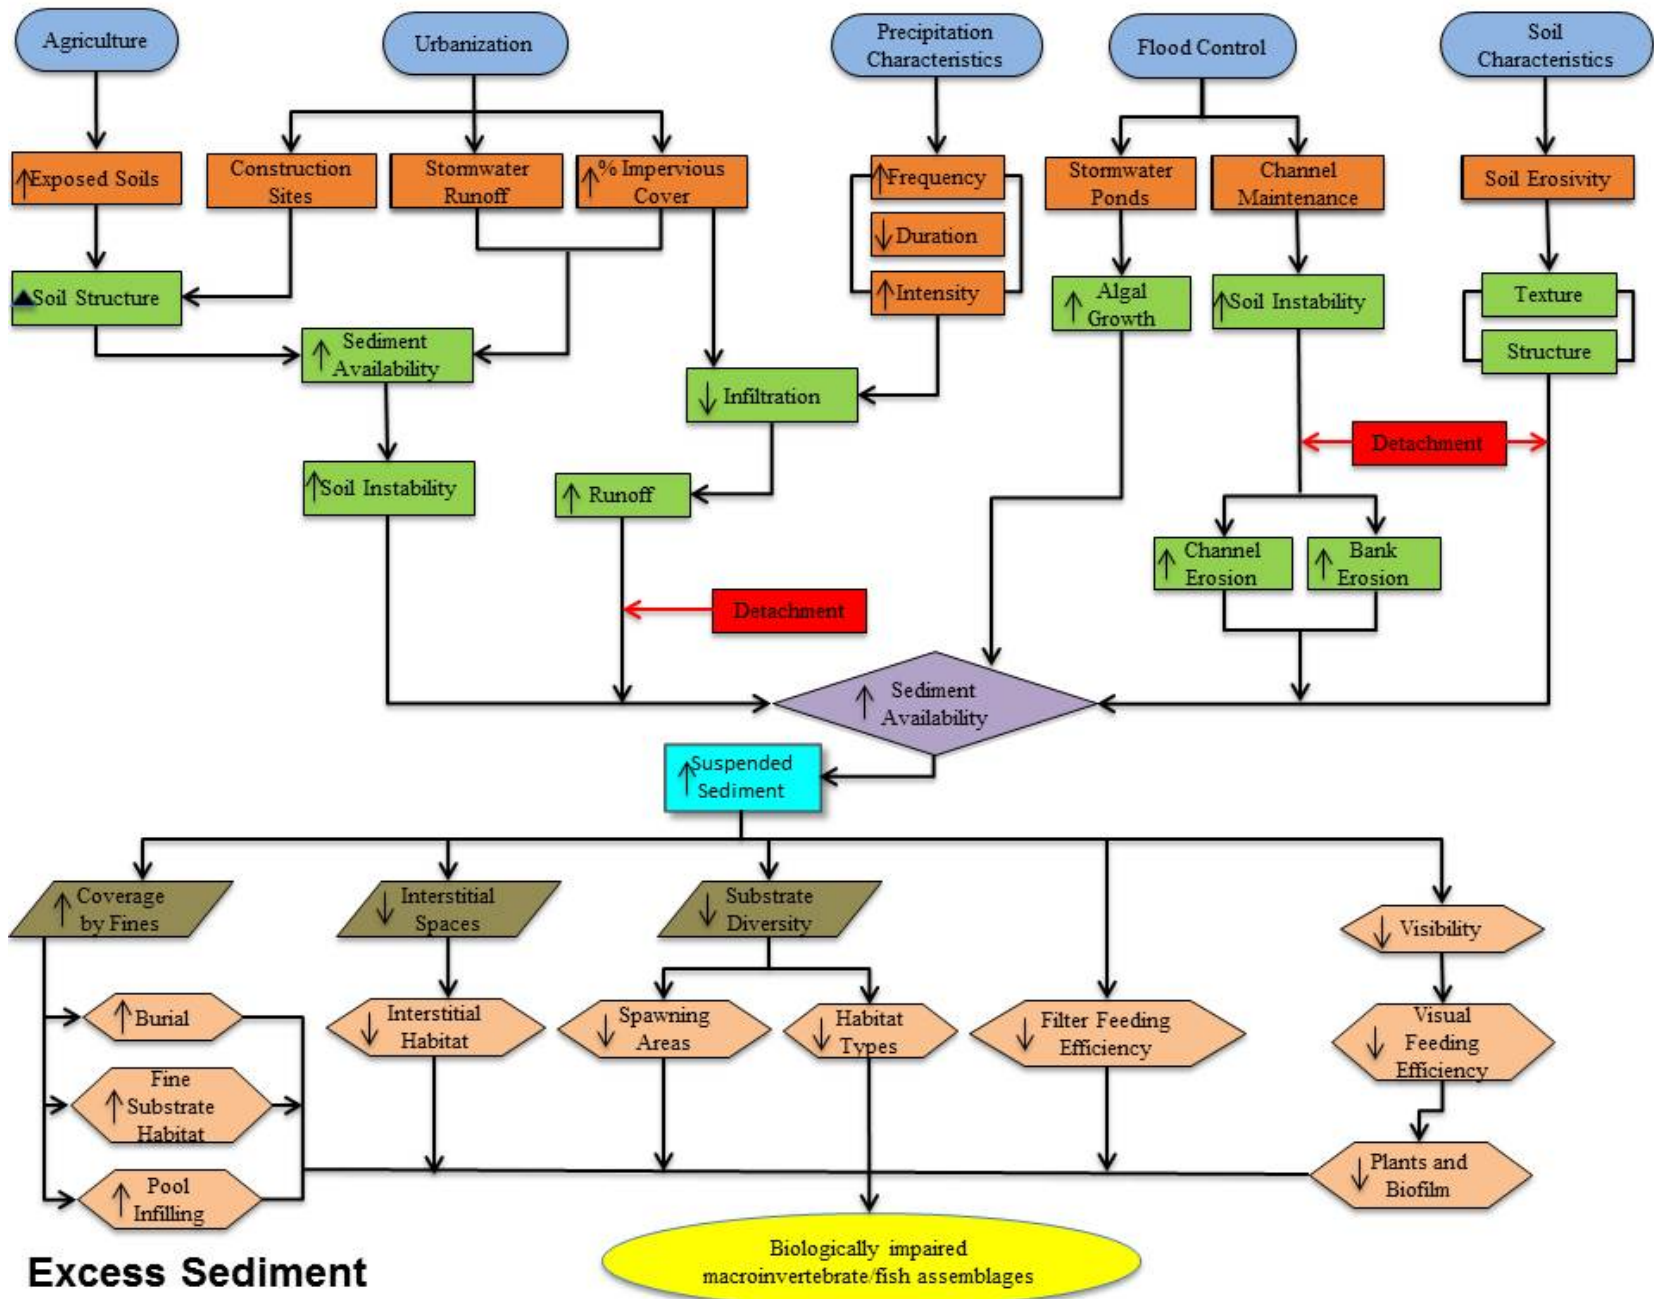 Agriculture
Urbanization
Precipitation
Characteristics
Flood Control
Soil
Characteristics
↑Exposed Soils
Construction
Sites
Stormwater
Runoff
↑% Impervious
Cover
↑Frequency
↓Duration
↑Intensity
Stormwater
Ponds
Channel
Maintenance
Soil Erosivity
▲Soil Structure
↑Sediment
Availability
↑Algal
Growth
↑Soil Instability
Texture
Structure
↓Infiltration
Detachment
↑Soil Instability
↑Runoff
↑Channel
Erosion
↑Bank
Erosion
Detachment
↑Sediment
Availability
↑Suspended
Sediment
↑Coverage
by Fines
↓Interstitial
Spaces
↓Substrate
Diversity
↓Visibility
↑Burial
↓Interstitial
Habitat
↓Spawning
Areas
↓Habitat
Types
↓Filter Feeding
Efficiency
↓Visual
Feeding
Efficiency
↑Fine
Substrate
Habitat
↑Pool
Infilling
↓Plants and
Biofilm
Biologically impaired
macroinvertebrate/fish assemblages
Excess Sediment